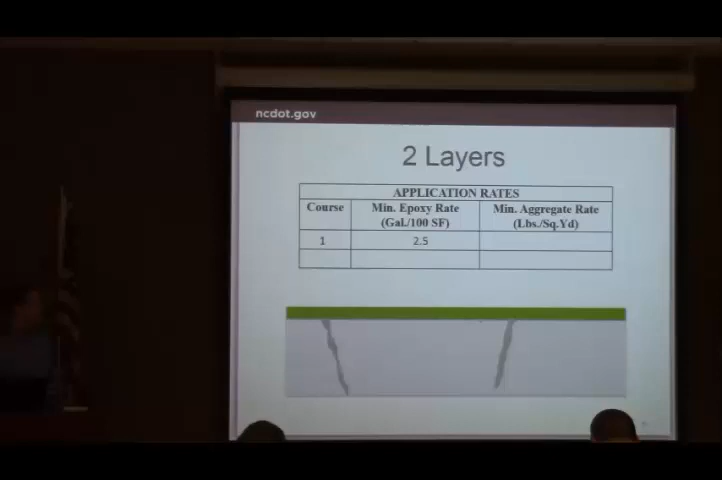 ncdot.gov
2 Layers
APPLICATION RATES
Course Min. Epoxy Rate (Gal./100 SF) Min. Aggregate Rate (Lbs./Sq.Yd)
1 2.5